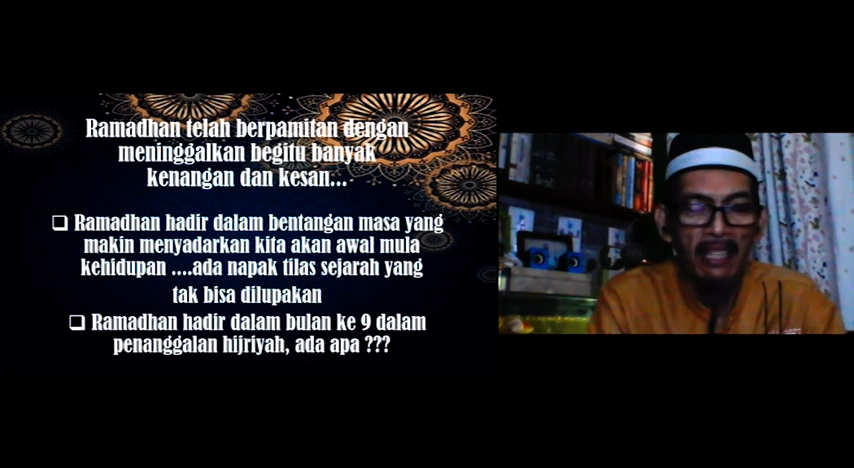 Ramadhan telah berpamitan dengan
meninggalkan begitu banyak
kenangan dan kesan...
❑ Ramadhan hadir dalam bentangan masa yang
makin menyadarkan kita akan awal mula
kehidupan ....ada napak tilas sejarah yang
tak bisa dilupakan
❑ Ramadhan hadir dalam bulan ke 9 dalam
penanggalan hijriyah, ada apa ???